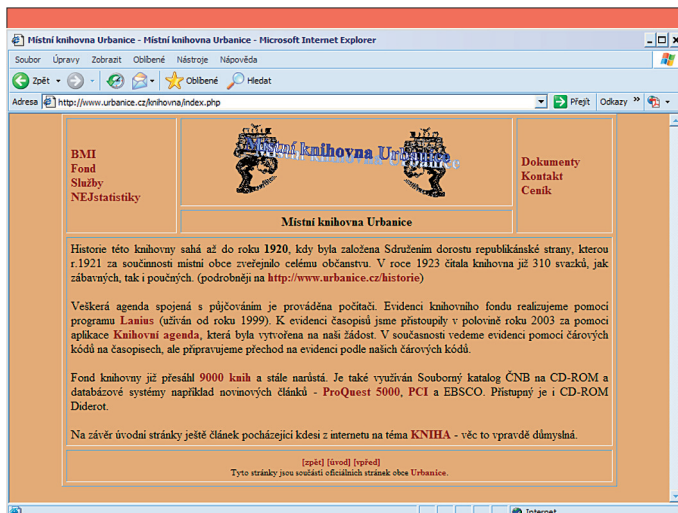 Místní knihovna Urbanice - Místní knihovna Urbanice - Microsoft Internet Explorer
Soubor Úpravy Zobrazit Oblíbené Nástroje Nápověda
Zpět Oblíbené Hledat
Adresa http://www.urbanice.cz/knihovna/index.php Přejít Odkazy »
BMI
Fond
Služby
NEJstatistiky
Místní knihovna Urbanice
Místní knihovna Urbanice
Dokumenty
Kontakt
Ceník
Historie této knihovny sahá až do roku 1920, kdy byla založena Sdružením dorostu republikánské strany, kterou
r.1921 za součinnosti místní obce zveřejnilo celému občanstvu. V roce 1923 čítala knihovna již 310 svazků, jak
zábavných, tak i poučných. (podrobněji na http://www.urbanice.cz/historie)
Veškerá agenda spojená s půjčováním je prováděna počítači. Evidenci knihovního fondu realizujeme pomocí
programu Lanius (užíván od roku 1999). K evidenci časopisů jsme přistoupily v polovině roku 2003 za pomoci
aplikace Knihovní agenda, která byla vytvořena na naši žádost. V současnosti vedeme evidenci pomocí čárových
kódů na časopisech, ale připravujeme přechod na evidenci podle našich čárových kódů.
Fond knihovny již přesáhl 9000 knih a stále narůstá. Je také využíván Souborný katalog ČNB na CD-ROM a
databázové systémy například novinových článků - ProQuest 5000, PCI a EBSCO. Přístupný je i CD-ROM
Diderot.
Na závěr úvodní stránky ještě článek pocházející kdesi z internetu na téma KNIHA - věc to vpravdě důmyslná.
[zpět] [úvod] [vpřed]
Tyto stránky jsou součástí oficiálních stránek obce Urbanice.
Internet